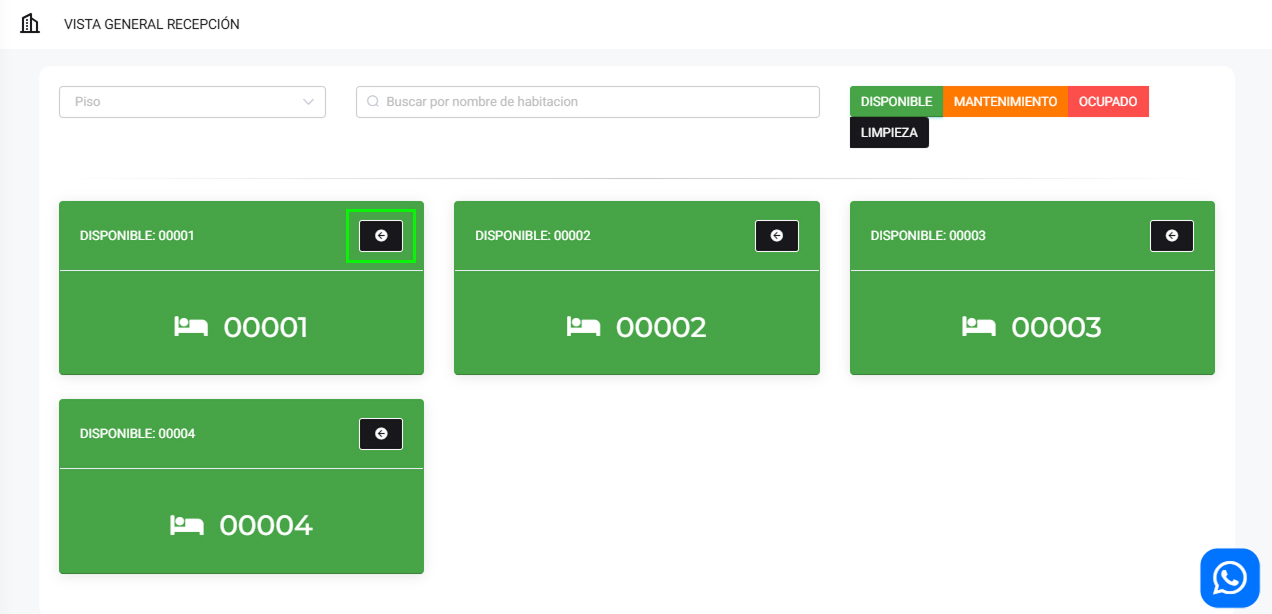 VISTA GENERAL RECEPCIÓN
Piso
Buscar por nombre de habitacion
DISPONIBLE MANTENIMIENTO OCUPADO
LIMPIEZA
DISPONIBLE: 00001
DISPONIBLE: 00002
DISPONIBLE: 00003
00001
00002
00003
DISPONIBLE: 00004
00004